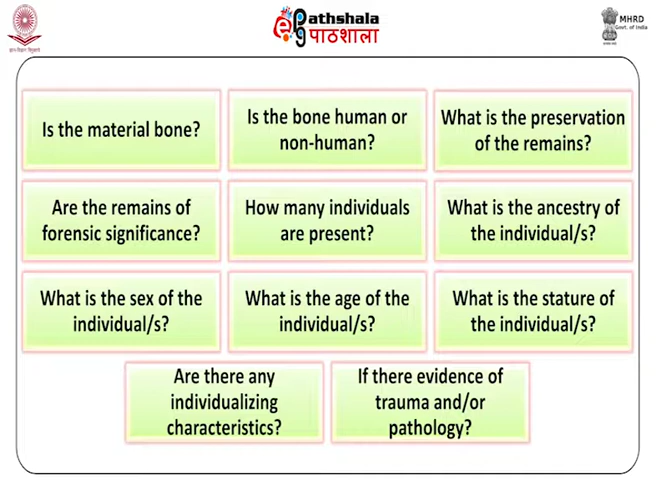 ePG Pathshala
पाठशाला
MHRD
Govt. of India
Is the material bone?
Is the bone human or
non-human?
What is the preservation
of the remains?
Are the remains of
forensic significance?
How many individuals
are present?
What is the ancestry of
the individual/s?
What is the sex of the
individual/s?
What is the age of the
individual/s?
What is the stature of
the individual/s?
Are there any
individualizing
characteristics?
If there evidence of
trauma and/or
pathology?